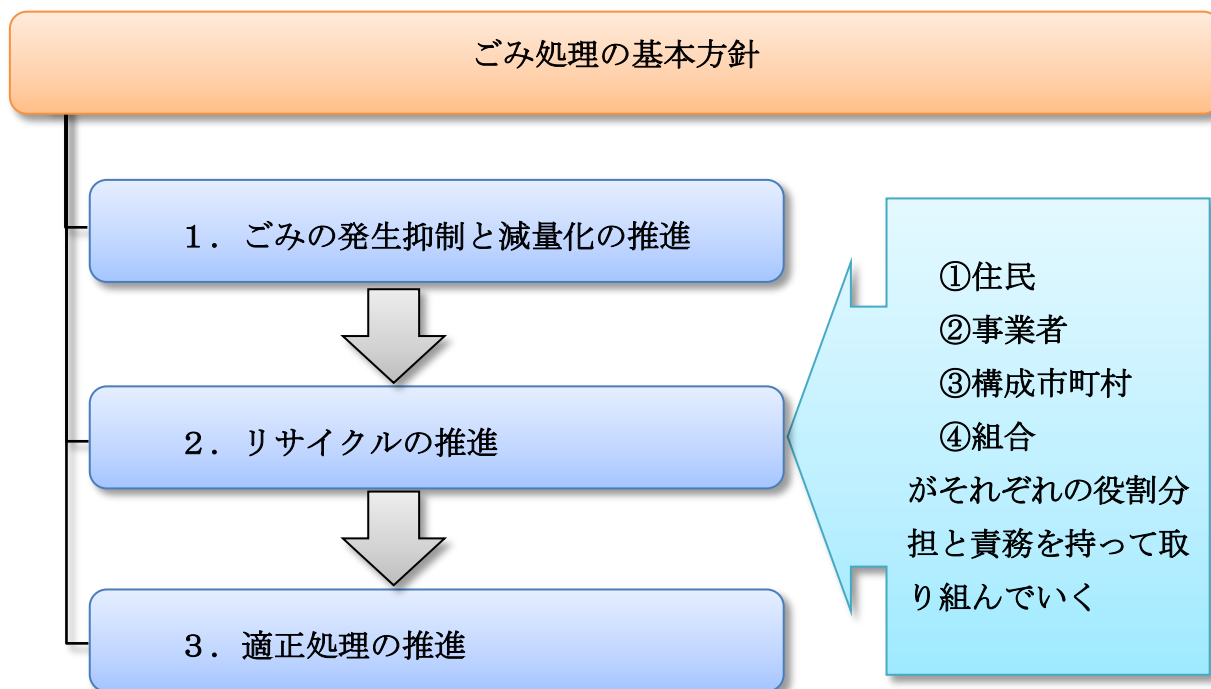 ごみ処理の基本方針
１．ごみの発生抑制と減量化の推進
２．リサイクルの推進
３．適正処理の推進
①住民
②事業者
③構成市町村
④組合
がそれぞれの役割分
担と責務を持って取
り組んでいく